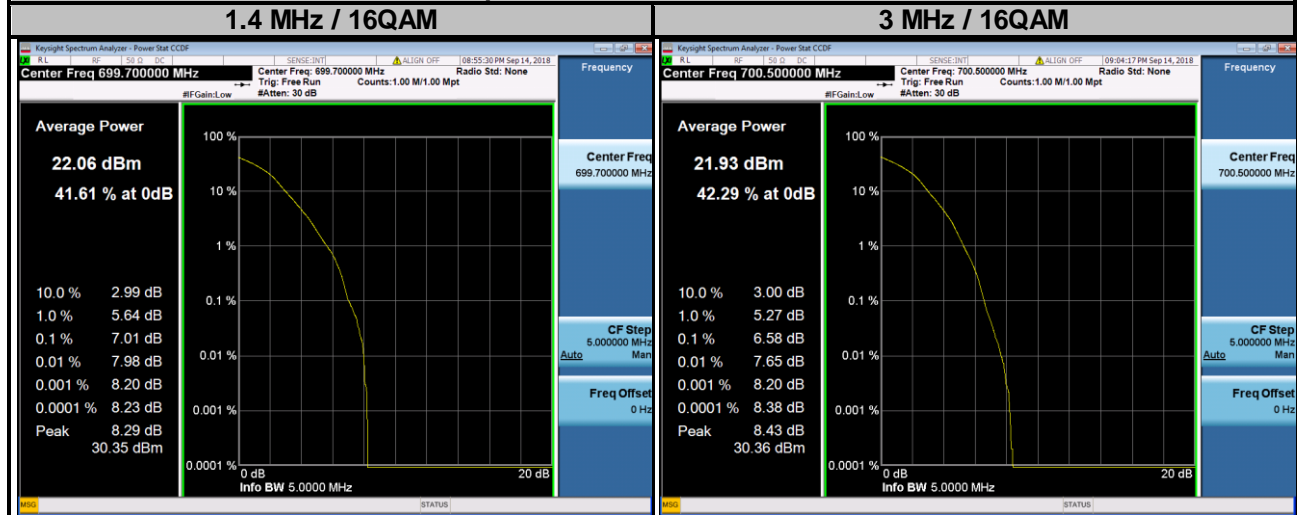 1.4 MHz / 16QAM
Keysight Spectrum Analyzer - Power Stat CCDF
RL RF 50 Ω DC SENSE:INT ALIGN OFF 08:55:30 PM Sep 14, 2018
Center Freq 699.700000 MHz
Center Freq: 699.700000 MHz Radio Std: None
Trig: Free Run Counts:1.00 M/1.00 Mpt
#IFGain:Low #Atten: 30 dB
Frequency
Average Power
22.06 dBm
41.61 % at 0dB
10.0 % 2.99 dB
1.0 % 5.64 dB
0.1 % 7.01 dB
0.01 % 7.98 dB
0.001 % 8.20 dB
0.0001 % 8.23 dB
Peak 8.29 dB
30.35 dBm
100 %
10 %
1 %
0.1 %
0.01 %
0.001 %
0.0001 %
0 dB 20 dB
Info BW 5.0000 MHz
Center Freq
699.700000 MHz
CF Step
5.000000 MHz
Auto Man
Freq Offset
0 Hz
MSG STATUS
3 MHz / 16QAM
Keysight Spectrum Analyzer - Power Stat CCDF
RL RF 50 Ω DC SENSE:INT ALIGN OFF 09:04:17 PM Sep 14, 2018
Center Freq 700.500000 MHz
Center Freq: 700.500000 MHz Radio Std: None
Trig: Free Run Counts:1.00 M/1.00 Mpt
#IFGain:Low #Atten: 30 dB
Frequency
Average Power
21.93 dBm
42.29 % at 0dB
10.0 % 3.00 dB
1.0 % 5.27 dB
0.1 % 6.58 dB
0.01 % 7.65 dB
0.001 % 8.20 dB
0.0001 % 8.38 dB
Peak 8.43 dB
30.36 dBm
100 %
10 %
1 %
0.1 %
0.01 %
0.001 %
0.0001 %
0 dB 20 dB
Info BW 5.0000 MHz
Center Freq
700.500000 MHz
CF Step
5.000000 MHz
Auto Man
Freq Offset
0 Hz
MSG STATUS